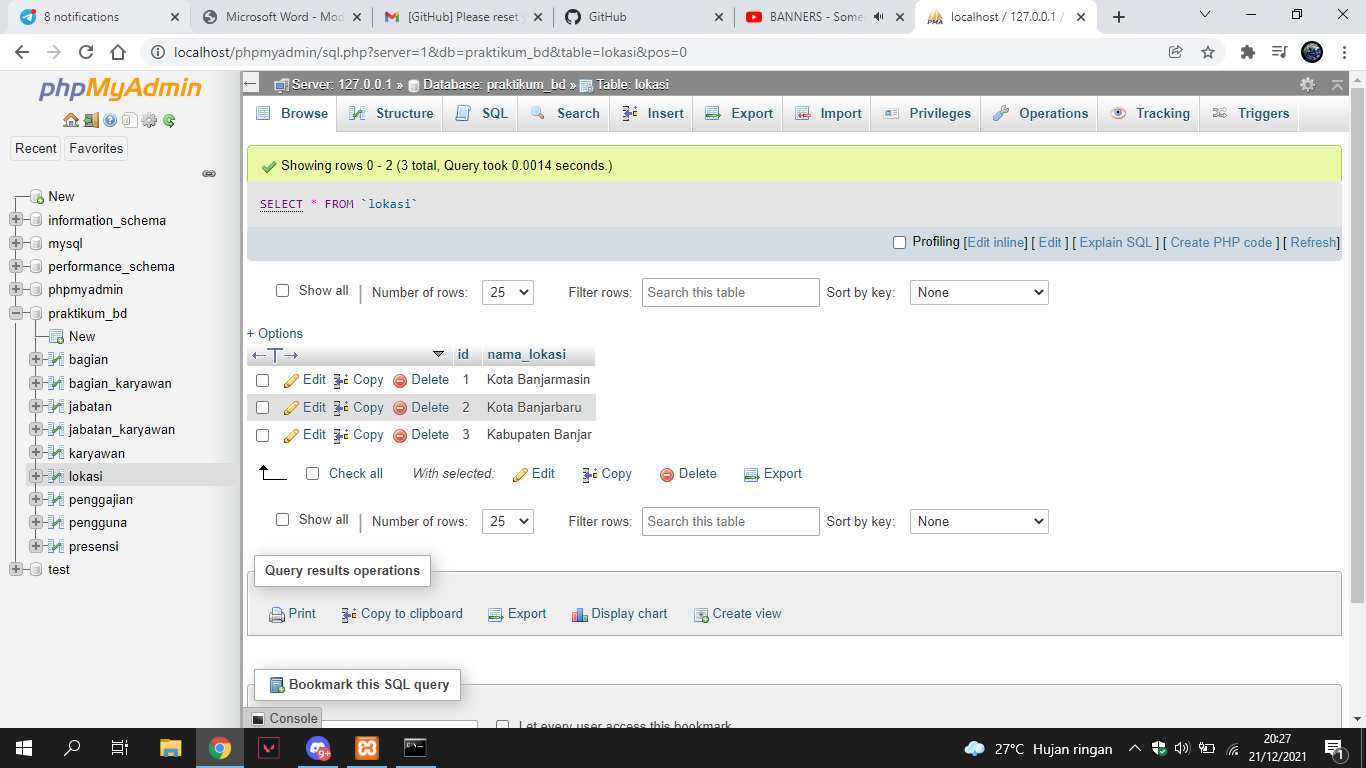 8 notifications
Microsoft Word - Mod
[GitHub] Please reset y
GitHub
BANNERS - Some
localhost / 127.0.0.1 /
localhost/phpmyadmin/sql.php?server=1&db=praktikum_bd&table=lokasi&pos=0
phpMyAdmin
Recent
Favorites
New
information_schema
mysql
performance_schema
phpmyadmin
praktikum_bd
New
bagian
bagian_karyawan
jabatan
jabatan_karyawan
karyawan
lokasi
penggajian
pengguna
presensi
test
Server: 127.0.0.1 » Database: praktikum_bd » Table: lokasi
Browse Structure SQL Search Insert Export Import Privileges Operations Tracking Triggers
Showing rows 0 - 2 (3 total, Query took 0.0014 seconds.)
SELECT * FROM `lokasi`
Profiling [Edit inline] [ Edit ] [ Explain SQL ] [ Create PHP code ] [ Refresh]
Show all | Number of rows: 25 Filter rows: Search this table Sort by key: None
+ Options
←T→ id nama_lokasi
Edit Copy Delete 1 Kota Banjarmasin
Edit Copy Delete 2 Kota Banjarbaru
Edit Copy Delete 3 Kabupaten Banjar
Check all With selected: Edit Copy Delete Export
Show all | Number of rows: 25 Filter rows: Search this table Sort by key: None
Query results operations
Print Copy to clipboard Export Display chart Create view
Bookmark this SQL query
Console
Let every user access this bookmark
9+
27°C Hujan ringan
20:27
21/12/2021
1